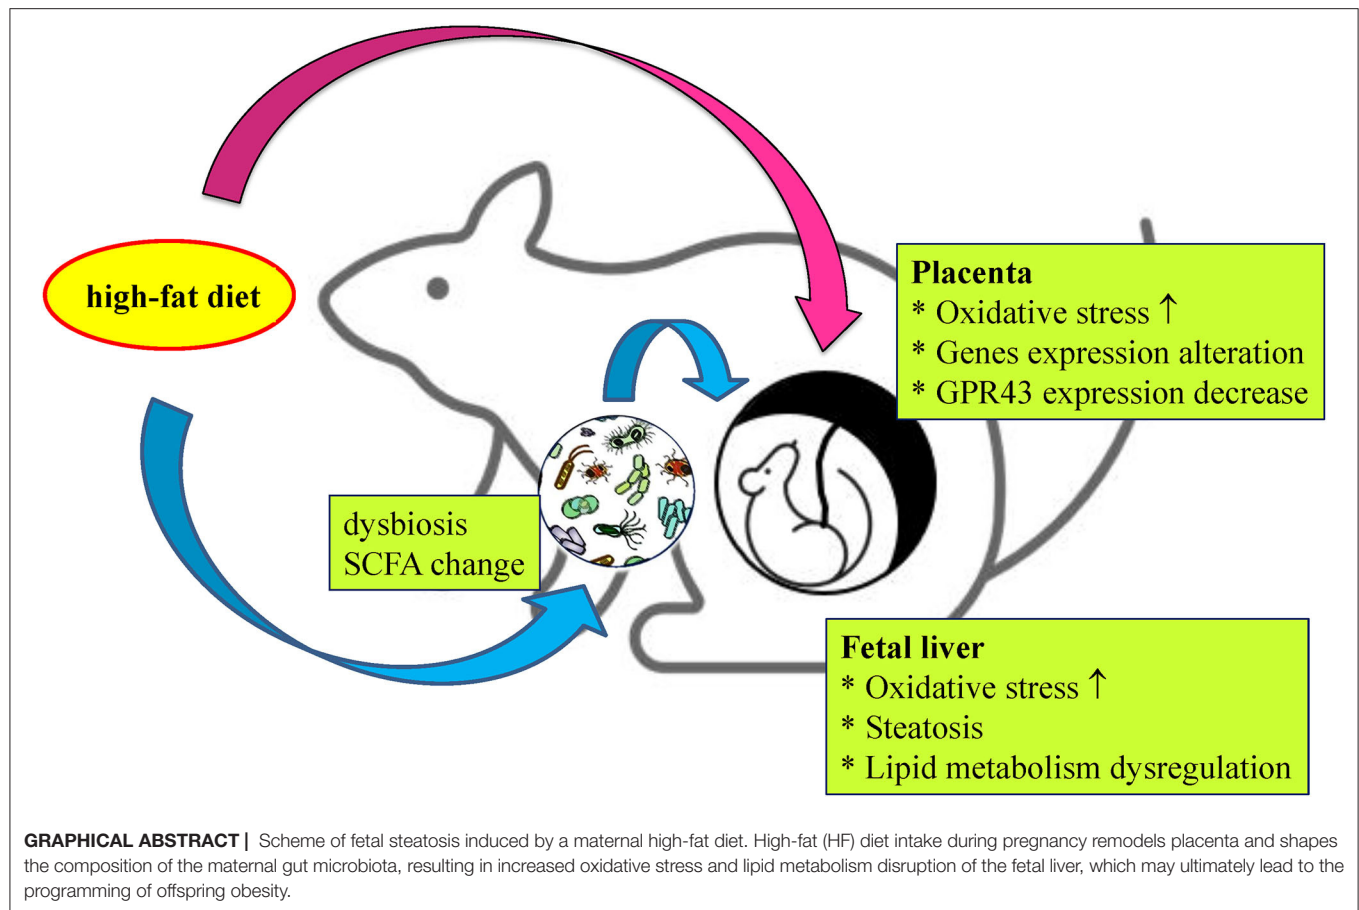 high-fat diet
Placenta
* Oxidative stress ↑
* Genes expression alteration
* GPR43 expression decrease
dysbiosis
SCFA change
Fetal liver
* Oxidative stress ↑
* Steatosis
* Lipid metabolism dysregulation
GRAPHICAL ABSTRACT | Scheme of fetal steatosis induced by a maternal high-fat diet. High-fat (HF) diet intake during pregnancy remodels placenta and shapes
the composition of the maternal gut microbiota, resulting in increased oxidative stress and lipid metabolism disruption of the fetal liver, which may ultimately lead to the
programming of offspring obesity.